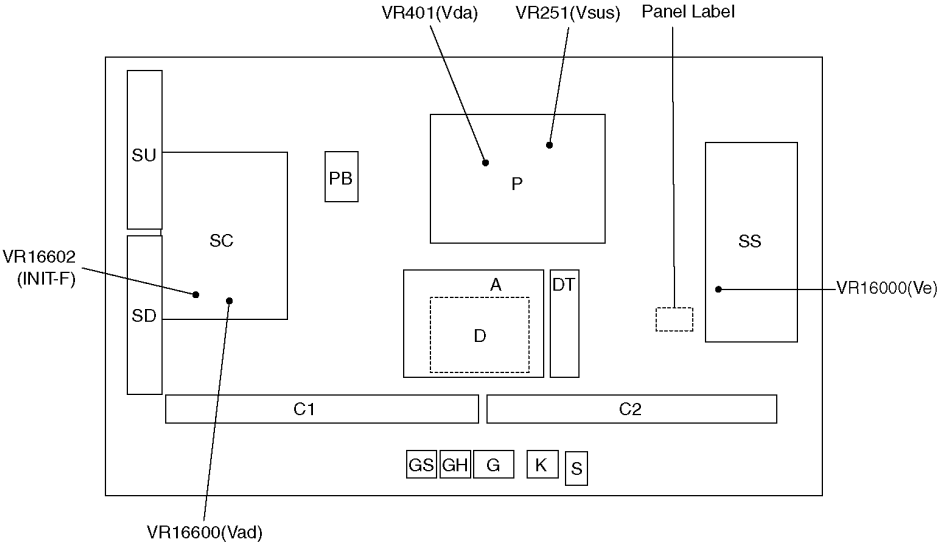 VR401(Vda)
VR251(Vsus)
Panel Label
SU
PB
P
SC
SS
VR16602
(INIT-F)
A
DT
VR16000(Ve)
SD
D
C1
C2
GS
GH
G
K
S
VR16600(Vad)